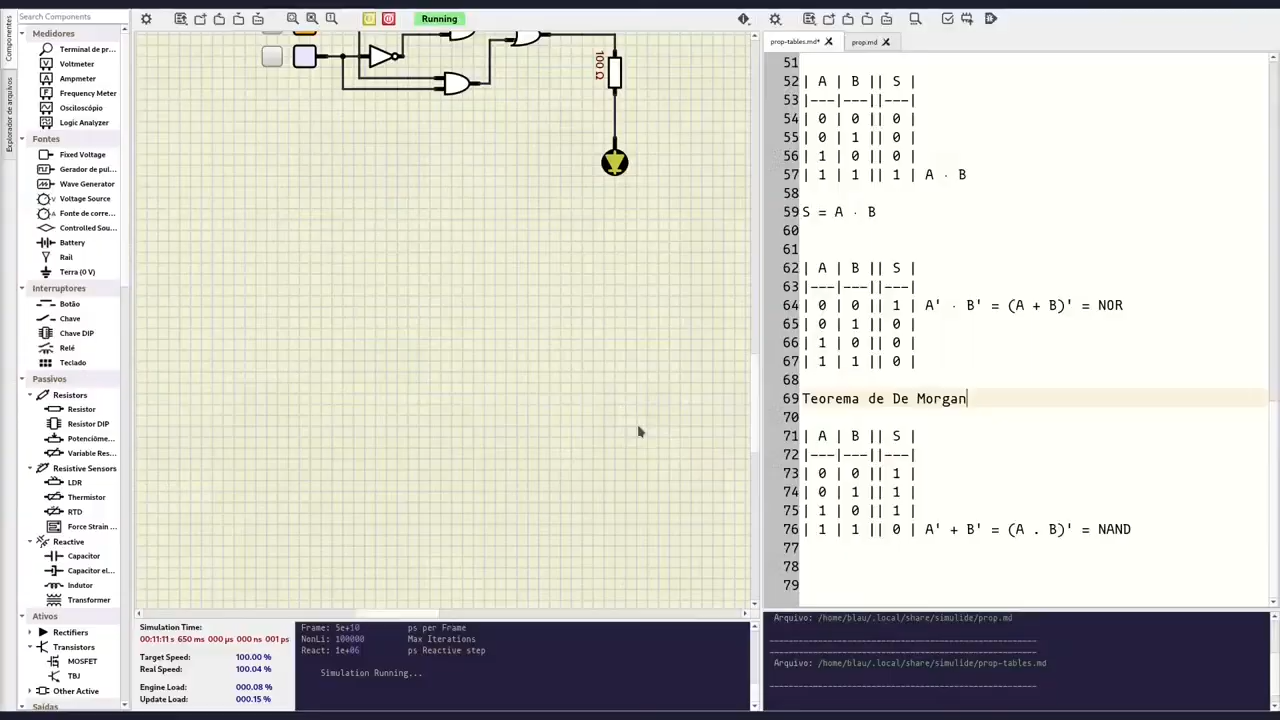 Search Components
Running
Componentes
Explorador de arquivos
Medidores
Terminal de pr...
Voltmeter
Ampmeter
Frequency Meter
Osciloscópio
Logic Analyzer
Fontes
Fixed Voltage
Gerador de pul...
Wave Generator
Voltage Source
Fonte de corre...
Controlled Sou...
Battery
Rail
Terra (0 V)
Interruptores
Botão
Chave
Chave DIP
Relé
Teclado
Passivos
Resistors
Resistor
Resistor DIP
Potenciôme...
Variable Res...
Resistive Sensors
LDR
Thermistor
RTD
Force Strain ...
Reactive
Capacitor
Capacitor el...
Indutor
Transformer
Ativos
Rectifiers
Transistors
MOSFET
TBJ
Other Active
Saídas
100 Ω
prop-tables.md*
prop.md
51
52 | A | B || S |
53 |---|---||---|
54 | 0 | 0 || 0 |
55 | 0 | 1 || 0 |
56 | 1 | 0 || 0 |
57 | 1 | 1 || 1 | A · B
58
59 S = A · B
60
61
62 | A | B || S |
63 |---|---||---|
64 | 0 | 0 || 1 | A' · B' = (A + B)' = NOR
65 | 0 | 1 || 0 |
66 | 1 | 0 || 0 |
67 | 1 | 1 || 0 |
68
69 Teorema de De Morgan
70
71 | A | B || S |
72 |---|---||---|
73 | 0 | 0 || 1 |
74 | 0 | 1 || 1 |
75 | 1 | 0 || 1 |
76 | 1 | 1 || 0 | A' + B' = (A . B)' = NAND
77
78
79
Simulation Time:
00:11:11 s 650 ms 000 µs 000 ns 001 ps
Target Speed: 100.00 %
Real Speed: 100.04 %
Engine Load: 000.08 %
Update Load: 000.15 %
Frame: 5e+10 ps per Frame
NonLi: 100000 Max Iterations
React: 1e+06 ps Reactive step
Simulation Running...
Arquivo: /home/blau/.local/share/simulide/prop.md
Arquivo: /home/blau/.local/share/simulide/prop-tables.md